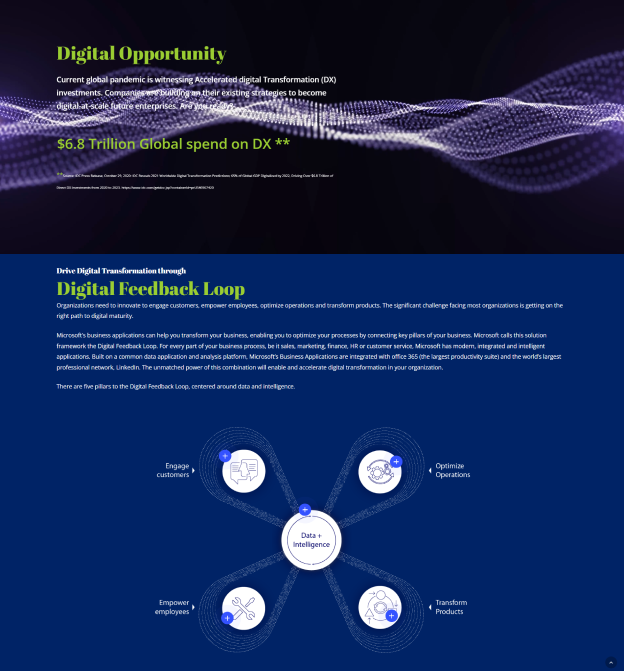 Digital Opportunity
Current global pandemic is witnessing Accelerated digital Transformation (DX)
investments. Companies are building on their existing strategies to become
digital-at-scale future enterprises. Are you ready?
$6.8 Trillion Global spend on DX **
**Source: IDC Press Release, October 29, 2020: IDC Reveals 2021 Worldwide Digital Transformation Predictions; 65% of Global GDP Digitalized by 2022, Driving Over $6.8 Trillion of
Direct DX Investments from 2020 to 2023,
Drive Digital Transformation through
Digital Feedback Loop
Organizations need to innovate to engage customers, empower employees, optimize operations and transform products. The significant challenge facing most organizations is getting on the
right path to digital maturity.
Microsoft's business applications can help you transform your business, enabling you to optimize your processes by connecting key pillars of your business. Microsoft calls this solution
framework the Digital Feedback Loop. For every part of your business process, be it sales, marketing, finance, HR or customer service, Microsoft has modern, integrated and intelligent
applications. Built on a common data application and analysis platform, Microsoft's Business Applications are integrated with office 365 (the largest productivity suite) and the world's largest
professional network, LinkedIn. The unmatched power of this combination will enable and accelerate digital transformation in your organization.
There are five pillars to the Digital Feedback Loop, centered around data and intelligence.
Engage
customers
Optimize
Operations
Data +
Intelligence
Empower
employees
Transform
Products